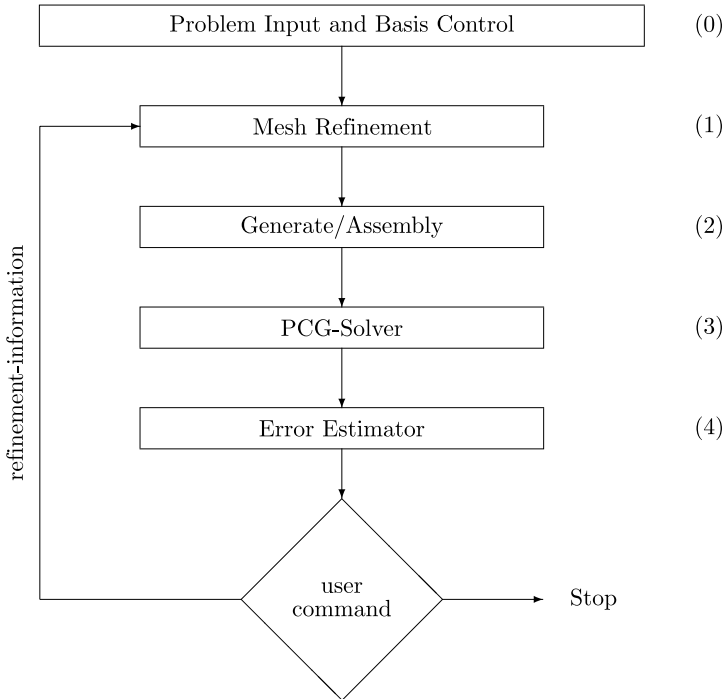 Problem Input and Basis Control (0)
Mesh Refinement (1)
Generate/Assembly (2)
PCG-Solver (3)
Error Estimator (4)
refinement-information
user
command
Stop